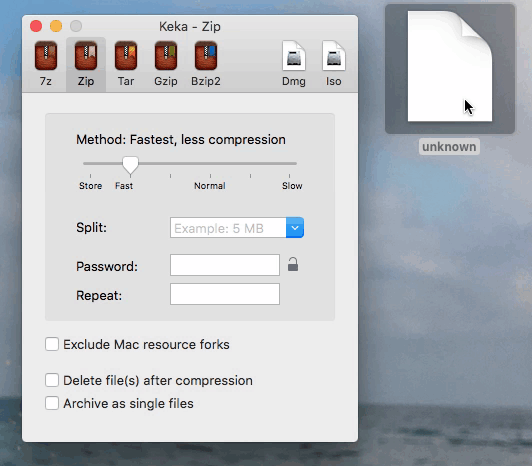 Keka - Zip
7z Zip Tar Gzip Bzip2 Dmg Iso
Method: Fastest, less compression
Store Fast Normal Slow
Split: Example: 5 MB
Password:
Repeat:
Exclude Mac resource forks
Delete file(s) after compression
Archive as single files
unknown